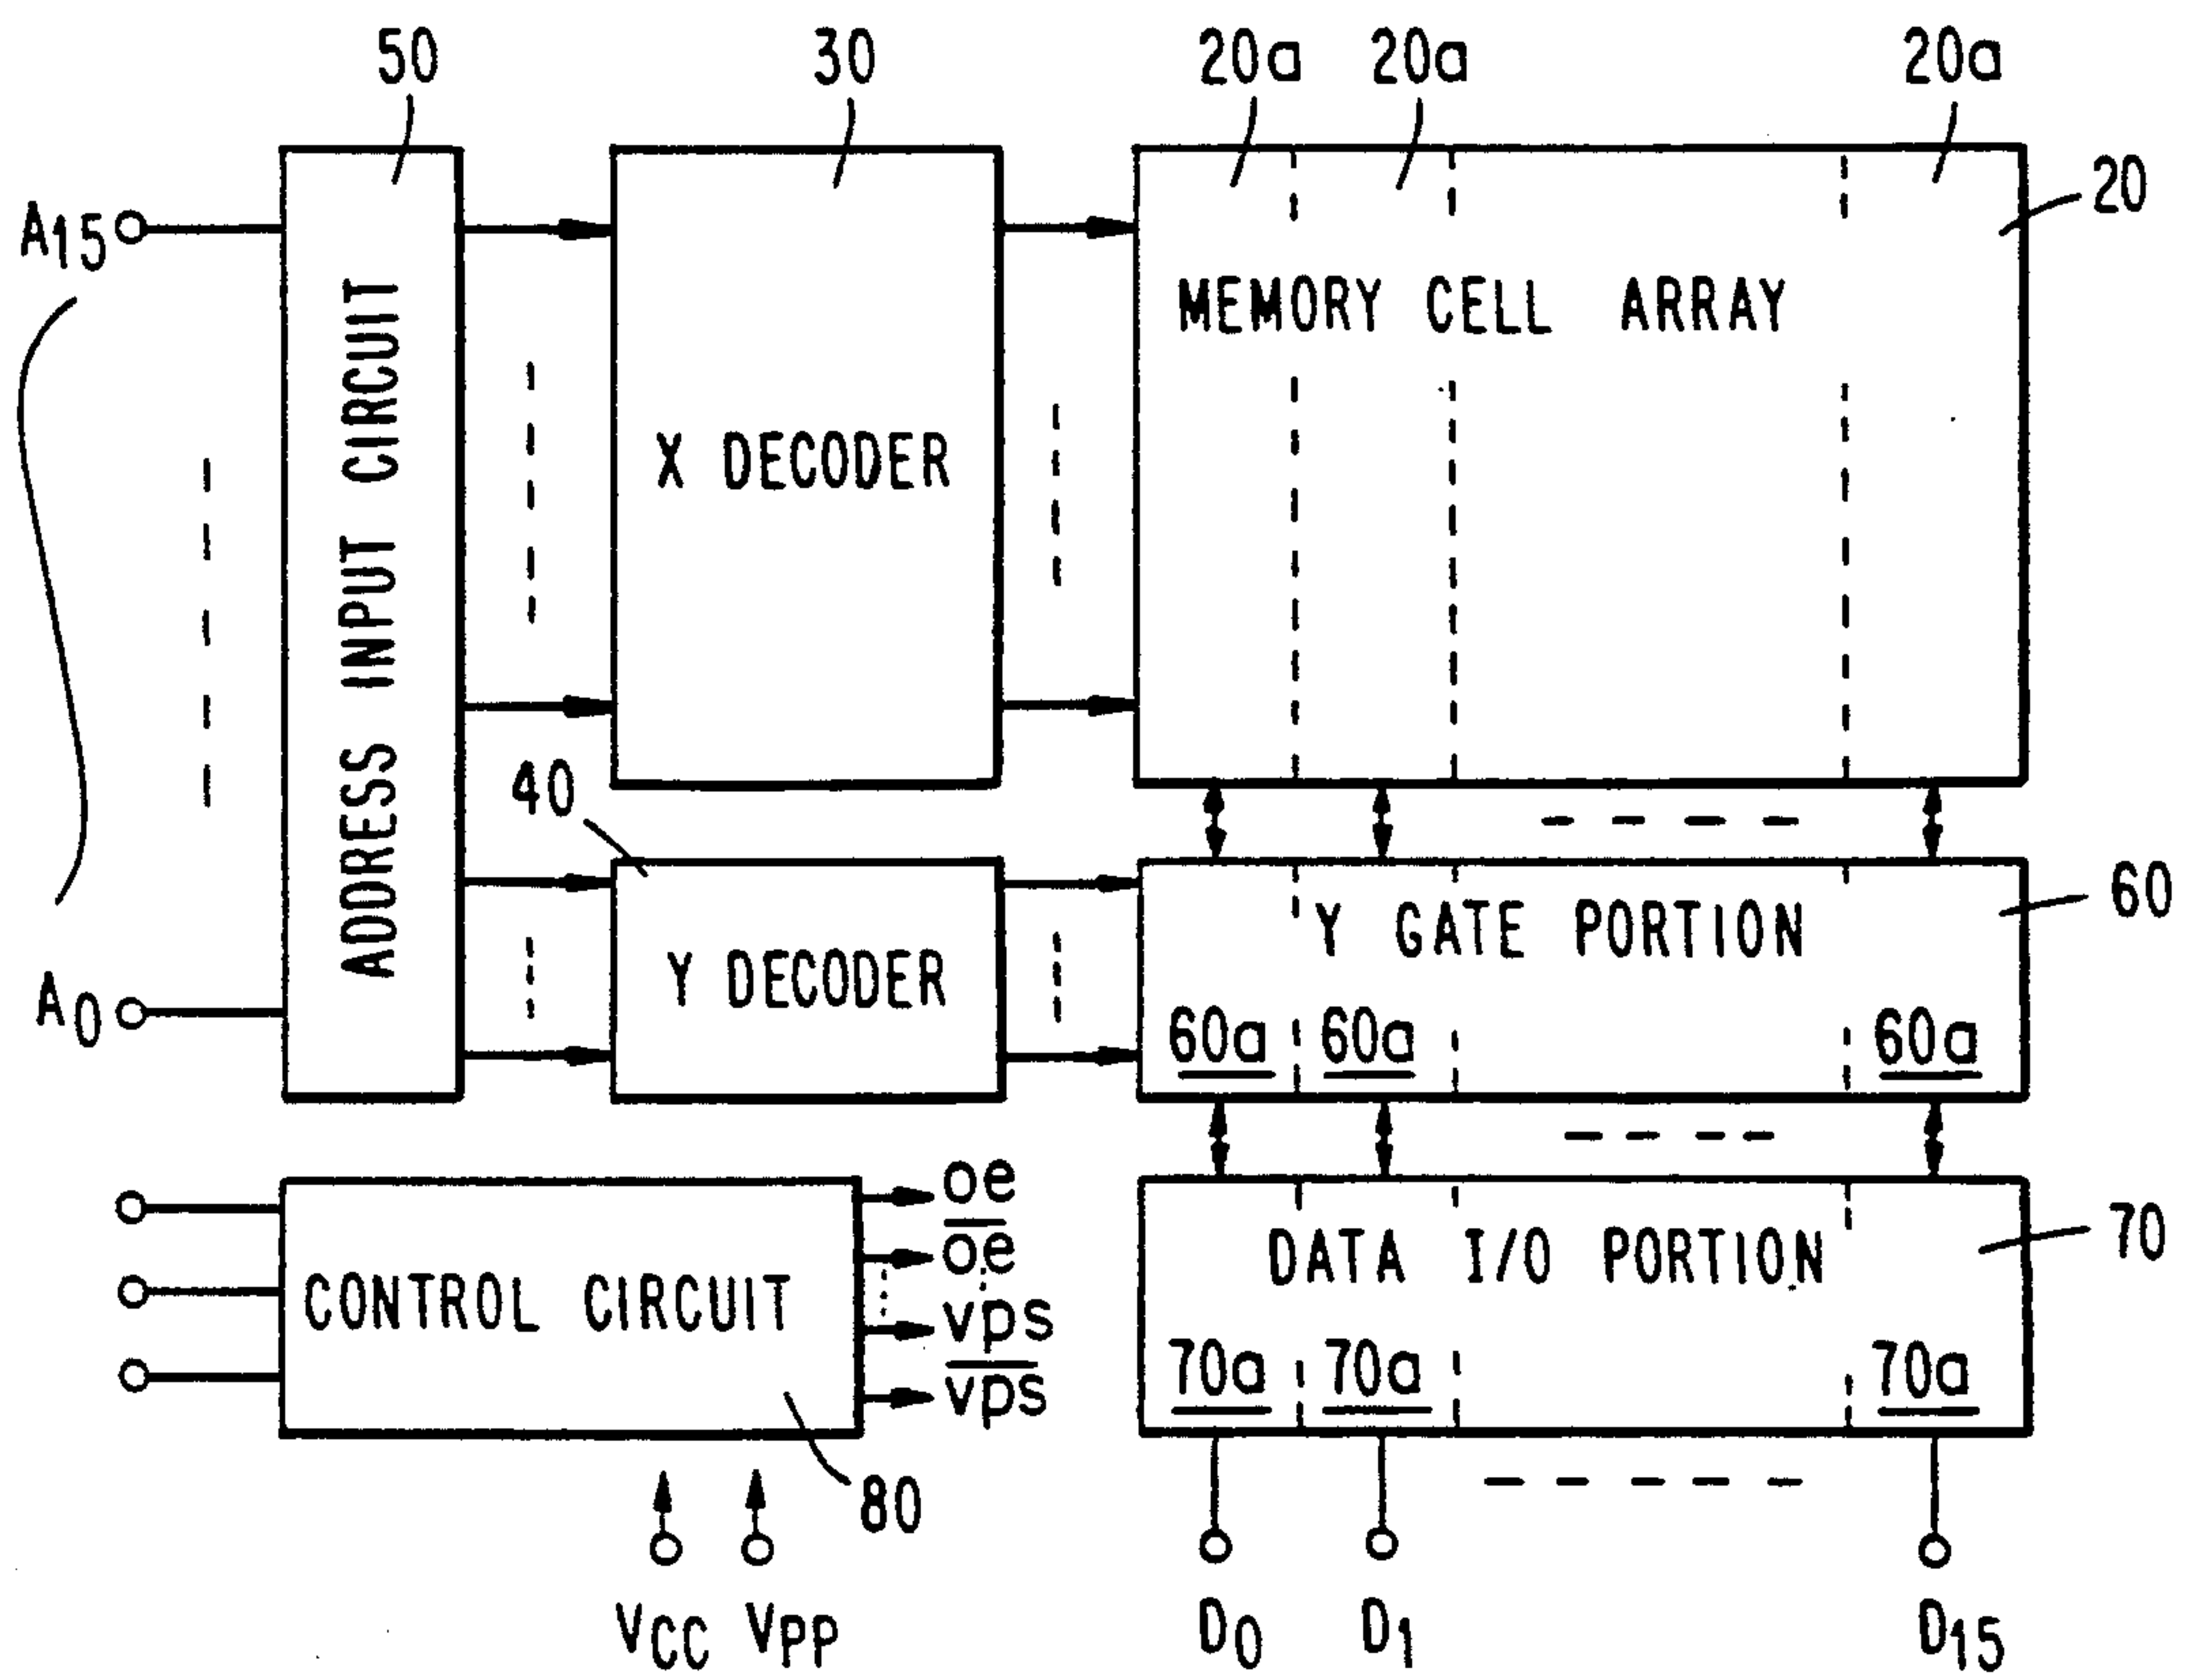 50
30
20a
20a
20a
20
A15
MEMORY CELL ARRAY
ADDRESS INPUT CIRCUIT
X DECODER
40
60
Y GATE PORTION
Y DECODER
A0
60a
60a
60a
oe
o̅e̅
vps
v̅p̅s̅
CONTROL CIRCUIT
70
DATA I/O PORTION
70a
70a
70a
80
VCC
VPP
D0
D1
D15